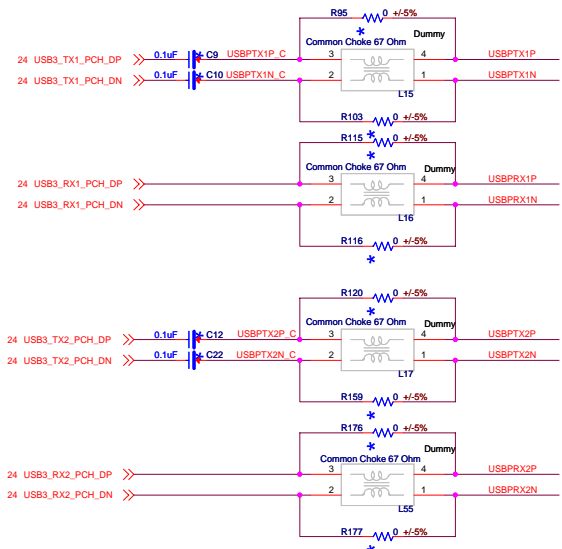 R95 0 +/-5%
*
Dummy
Common Choke 67 Ohm
24 USB3_TX1_PCH_DP 0.1uF * C9 USBPTX1P_C 3 4 USBPTX1P
24 USB3_TX1_PCH_DN 0.1uF * C10 USBPTX1N_C 2 1 USBPTX1N
L15
R103 0 +/-5%
*
R115 0 +/-5%
*
Common Choke 67 Ohm Dummy
24 USB3_RX1_PCH_DP 3 4 USBPRX1P
24 USB3_RX1_PCH_DN 2 1 USBPRX1N
L16
R116 0 +/-5%
*
R120 0 +/-5%
*
Common Choke 67 Ohm Dummy
24 USB3_TX2_PCH_DP 0.1uF * C12 USBPTX2P_C 3 4 USBPTX2P
24 USB3_TX2_PCH_DN 0.1uF * C22 USBPTX2N_C 2 1 USBPTX2N
L17
R159 0 +/-5%
*
R176 0 +/-5%
*
Dummy
Common Choke 67 Ohm
24 USB3_RX2_PCH_DP 3 4 USBPRX2P
24 USB3_RX2_PCH_DN 2 1 USBPRX2N
L55
R177 0 +/-5%
*